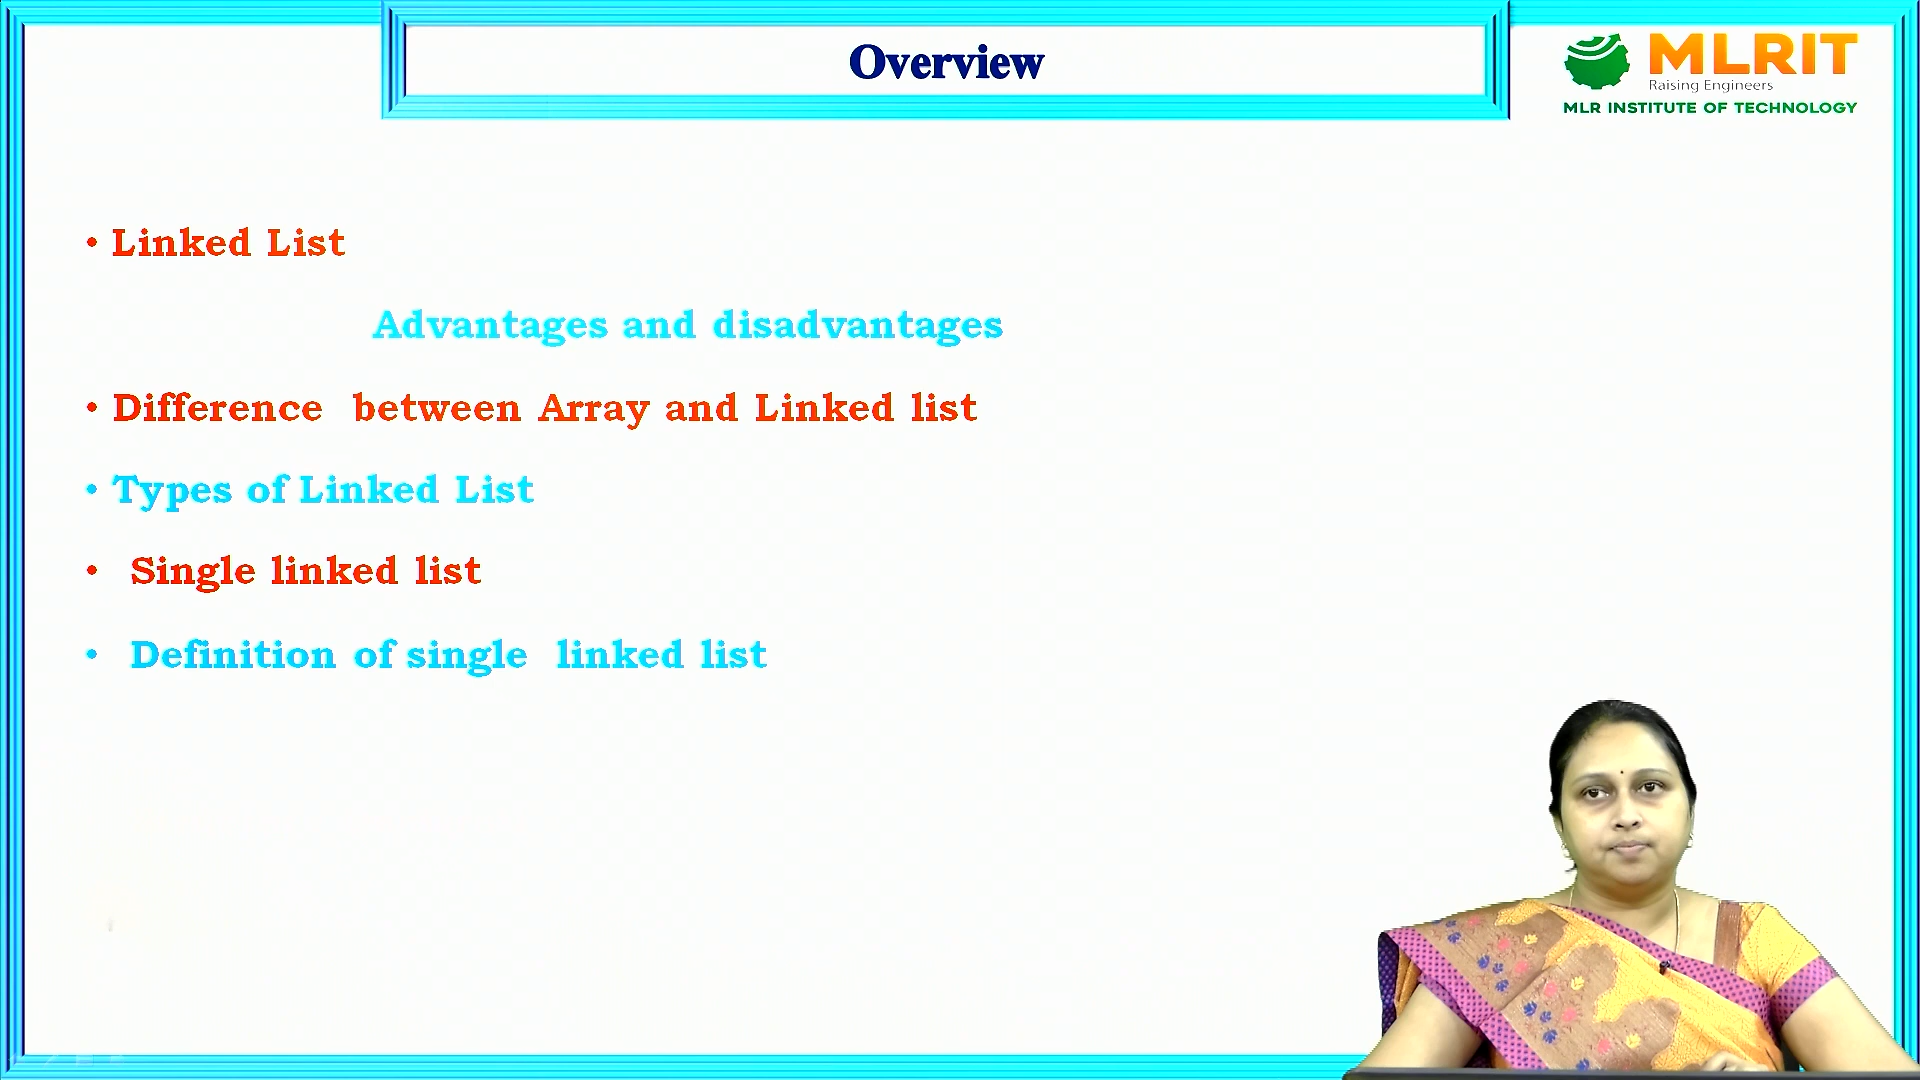 Overview
MLRIT
Raising Engineers
MLR INSTITUTE OF TECHNOLOGY
• Linked List
Advantages and disadvantages
• Difference between Array and Linked list
• Types of Linked List
• Single linked list
• Definition of single linked list